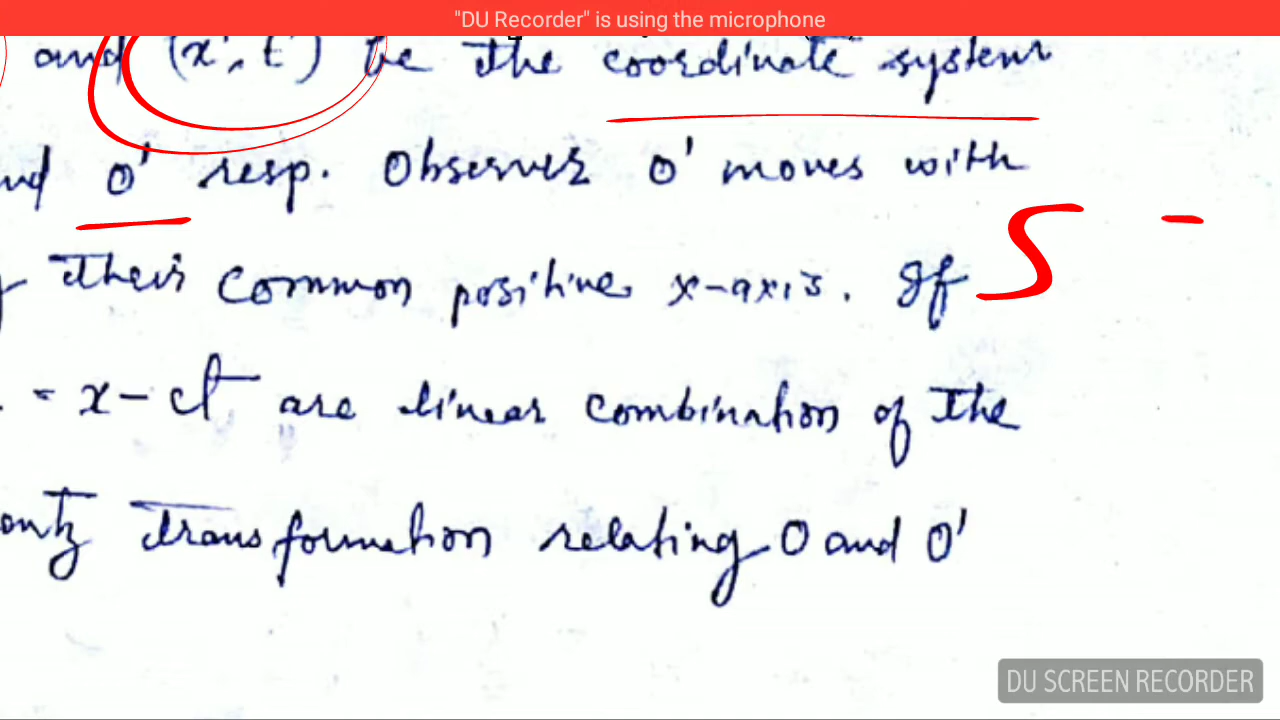 "DU Recorder" is using the microphone
and (x', t') be the coordinate system
O' resp. Observer O' moves with
their common positive x-axis. If S -
= x - ct are linear combination of the
transformation relating O and O'
DU SCREEN RECORDER